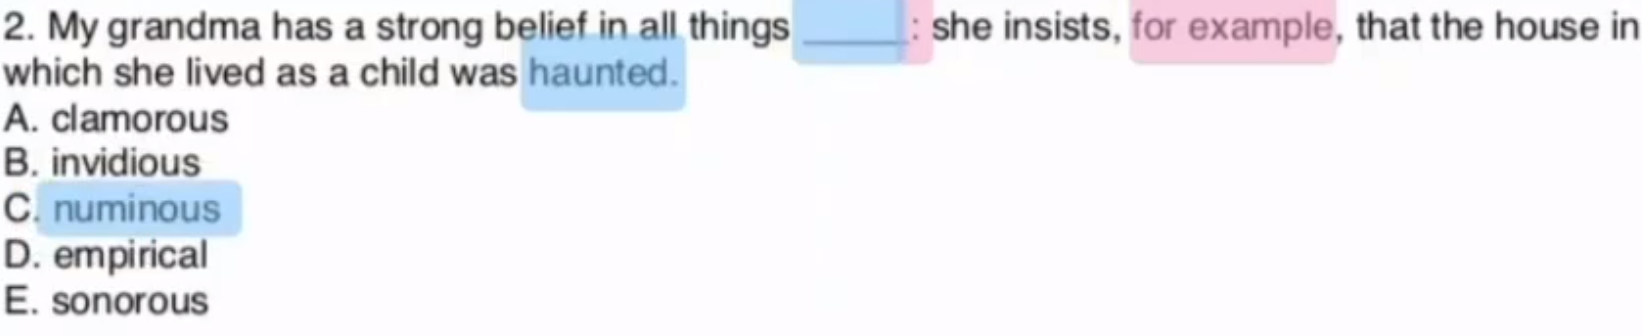 2. My grandma has a strong belief in all things _____: she insists, for example, that the house in
which she lived as a child was haunted.
A. clamorous
B. invidious
C. numinous
D. empirical
E. sonorous